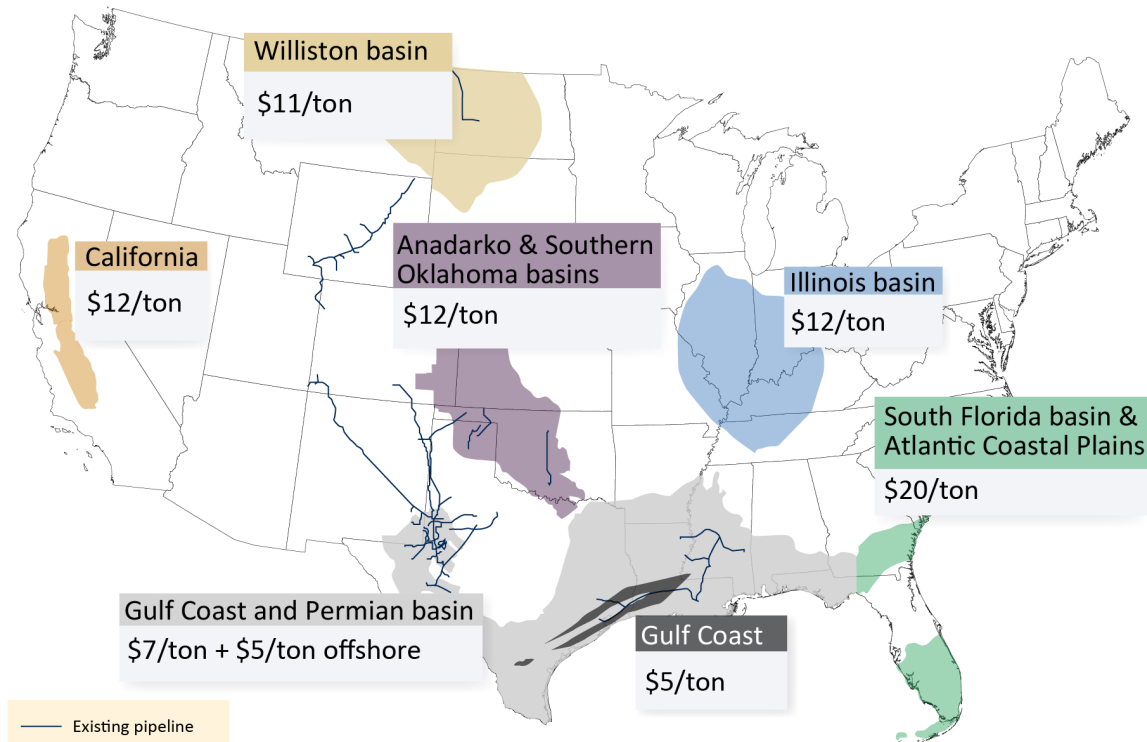 Williston basin
$11/ton
Anadarko & Southern
Oklahoma basins
$12/ton
California
$12/ton
Illinois basin
$12/ton
South Florida basin &
Atlantic Coastal Plains
$20/ton
Gulf Coast and Permian basin
$7/ton + $5/ton offshore
Gulf Coast
$5/ton
Existing pipeline